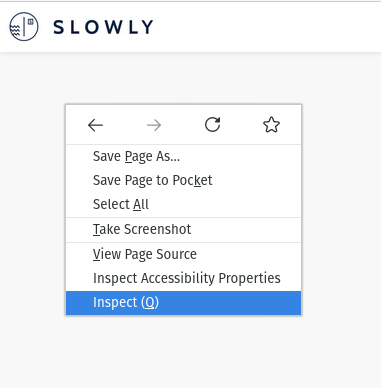 SLOWLY
Save Page As...
Save Page to Pocket
Select All
Take Screenshot
View Page Source
Inspect Accessibility Properties
Inspect (Q)